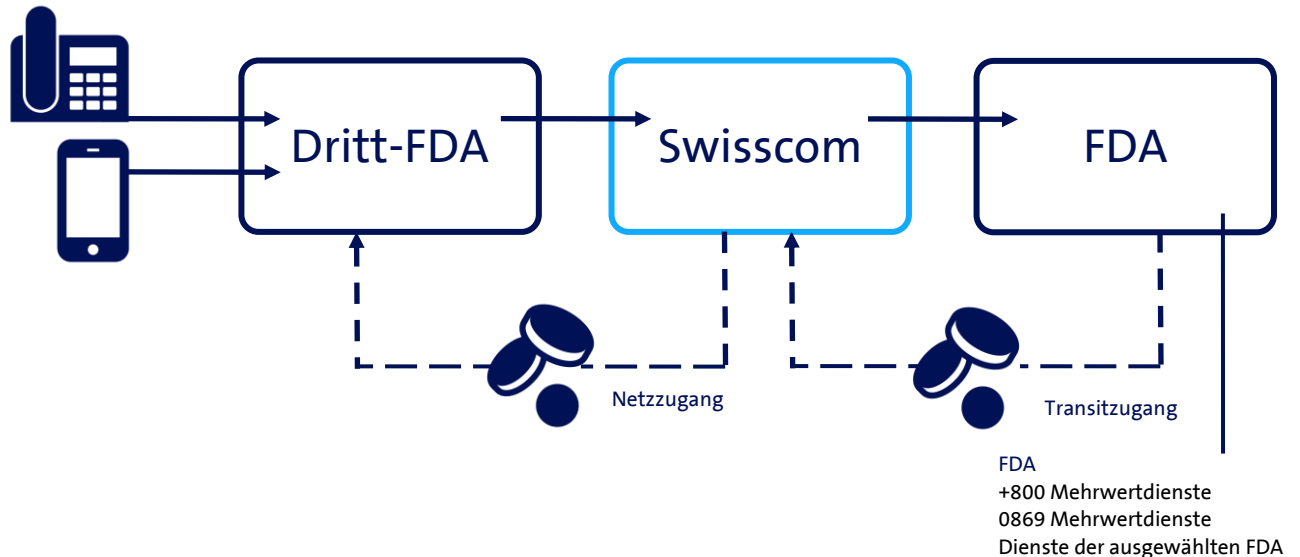 Dritt-FDA
Swisscom
FDA
Netzzugang
Transitzugang
FDA
+800 Mehrwertdienste
0869 Mehrwertdienste
Dienste der ausgewählten FDA